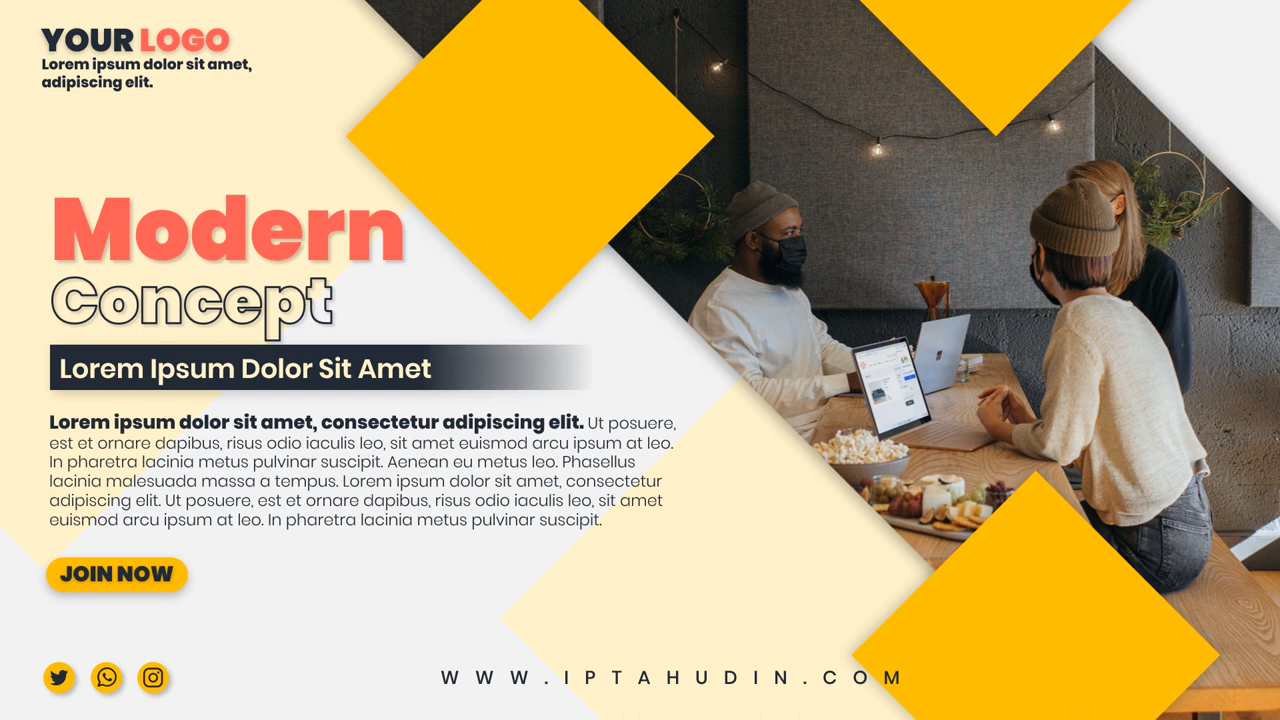 YOUR LOGO
Lorem ipsum dolor sit amet,
adipiscing elit.
Modern
Concept
Lorem Ipsum Dolor Sit Amet
Lorem ipsum dolor sit amet, consectetur adipiscing elit. Ut posuere,
est et ornare dapibus, risus odio iaculis leo, sit amet euismod arcu ipsum at leo.
In pharetra lacinia metus pulvinar suscipit. Aenean eu metus leo. Phasellus
lacinia malesuada massa a tempus. Lorem ipsum dolor sit amet, consectetur
adipiscing elit. Ut posuere, est et ornare dapibus, risus odio iaculis leo, sit amet
euismod arcu ipsum at leo. In pharetra lacinia metus pulvinar suscipit.
JOIN NOW
WWW.IPTAHUDIN.COM